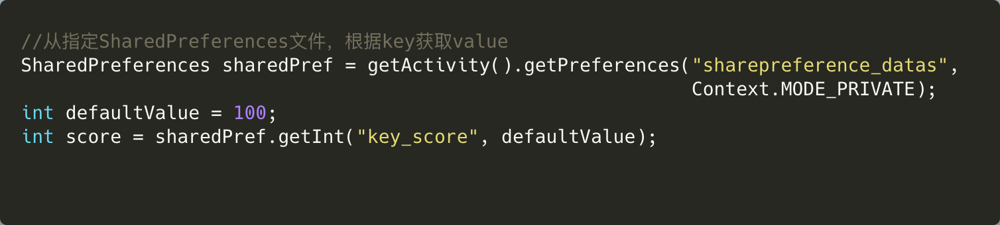 //从指定SharedPreferences文件，根据key获取value
SharedPreferences sharedPref = getActivity().getPreferences("sharepreference_datas",
Context.MODE_PRIVATE);
int defaultValue = 100;
int score = sharedPref.getInt("key_score", defaultValue);